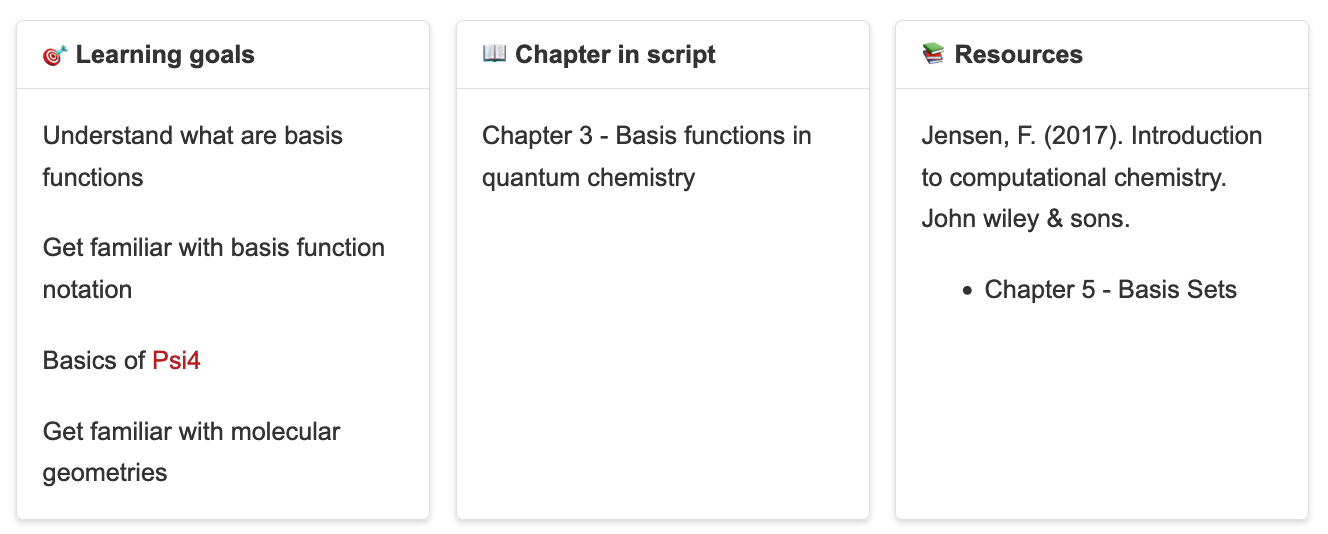 Learning goals
Understand what are basis
functions
Get familiar with basis function
notation
Basics of Psi4
Get familiar with molecular
geometries
Chapter in script
Chapter 3 - Basis functions in
quantum chemistry
Resources
Jensen, F. (2017). Introduction
to computational chemistry.
John wiley & sons.
• Chapter 5 - Basis Sets